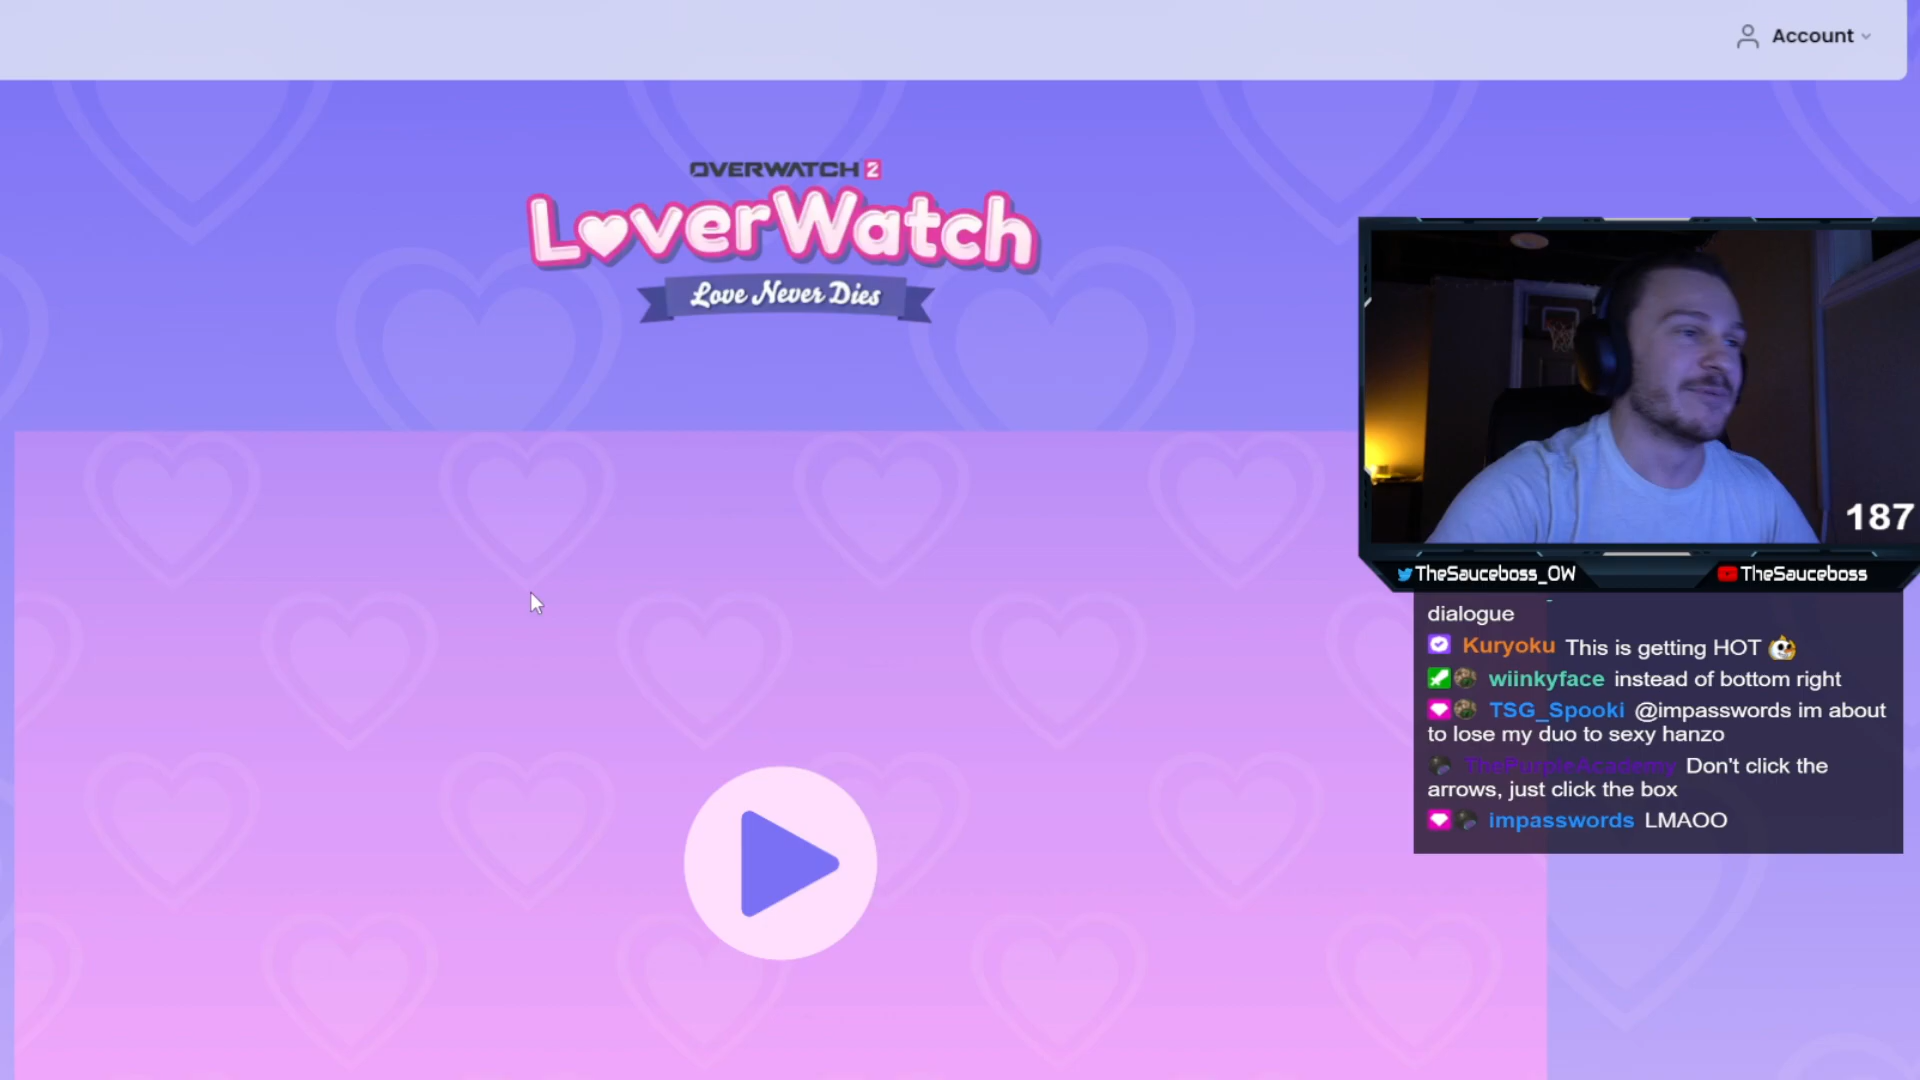 Account
OVERWATCH 2
LoverWatch
Love Never Dies
187
TheSauceboss_OW
TheSauceboss
dialogue
Kuryoku This is getting HOT
wiinkyface instead of bottom right
TSG_Spooki @impasswords im about
to lose my duo to sexy hanzo
ThePurpleAcademy Don't click the
arrows, just click the box
impasswords LMAOO